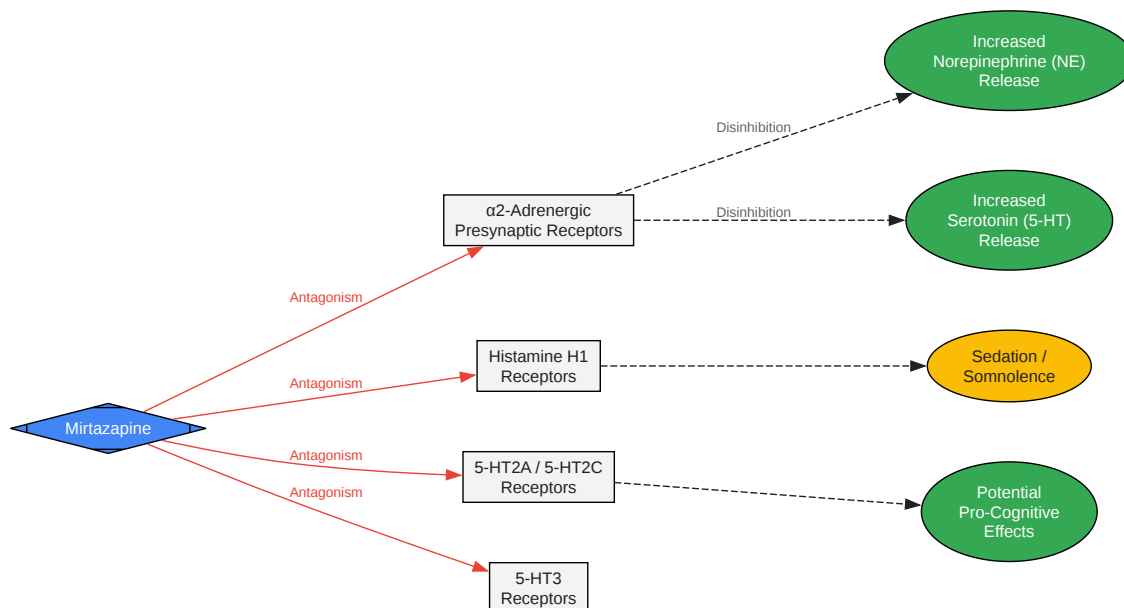 Increased
Norepinephrine (NE)
Release
Disinhibition
α2-Adrenergic
Presynaptic Receptors
Disinhibition
Increased
Serotonin (5-HT)
Release
Antagonism
Histamine H1
Receptors
Sedation /
Somnolence
Antagonism
Mirtazapine
Antagonism
5-HT2A / 5-HT2C
Receptors
Antagonism
Potential
Pro-Cognitive
Effects
5-HT3
Receptors